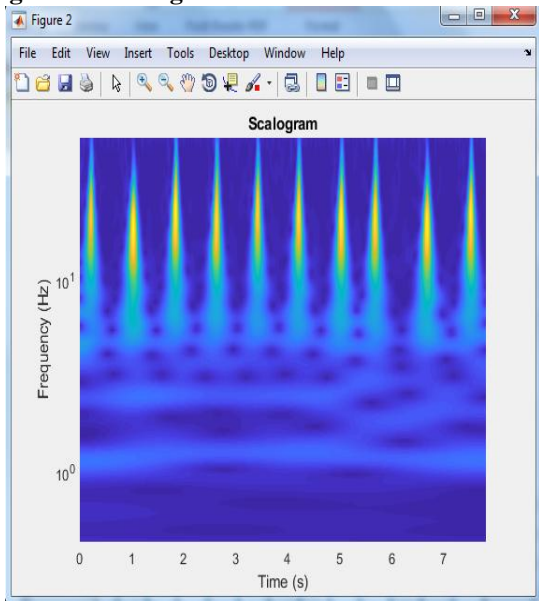 Figure 2
File Edit View Insert Tools Desktop Window Help
Scalogram
Frequency (Hz)
10¹
10⁰
0 1 2 3 4 5 6 7
Time (s)